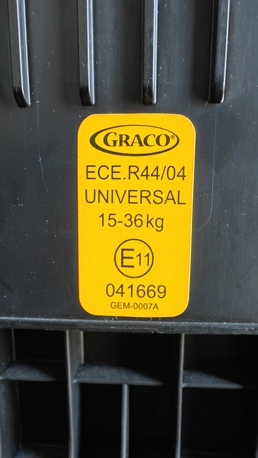 GRACO®
ECE.R44/04
UNIVERSAL
15-36 kg
E11
041669
GEM-0007A